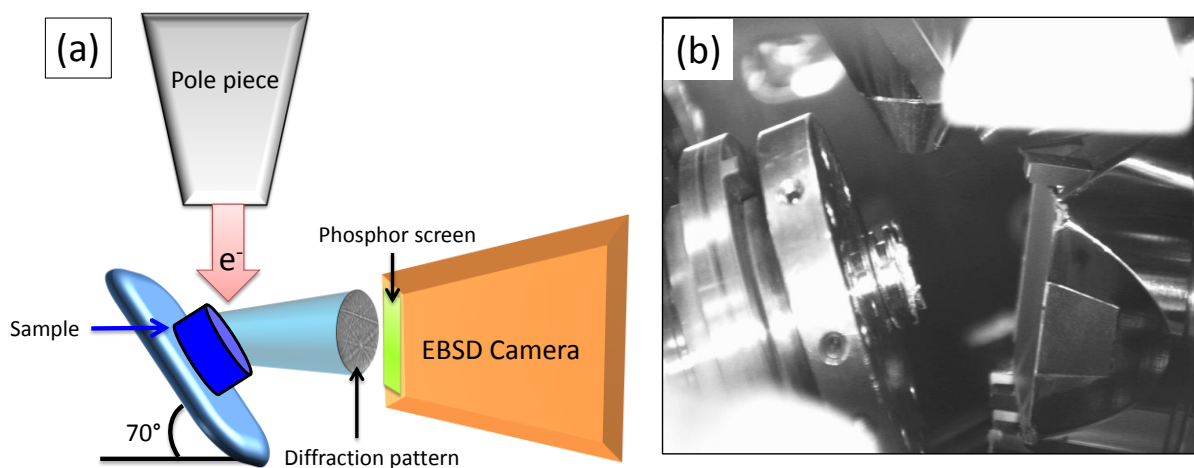 (a)
Pole piece
e-
Phosphor screen
Sample
EBSD Camera
70°
Diffraction pattern
(b)